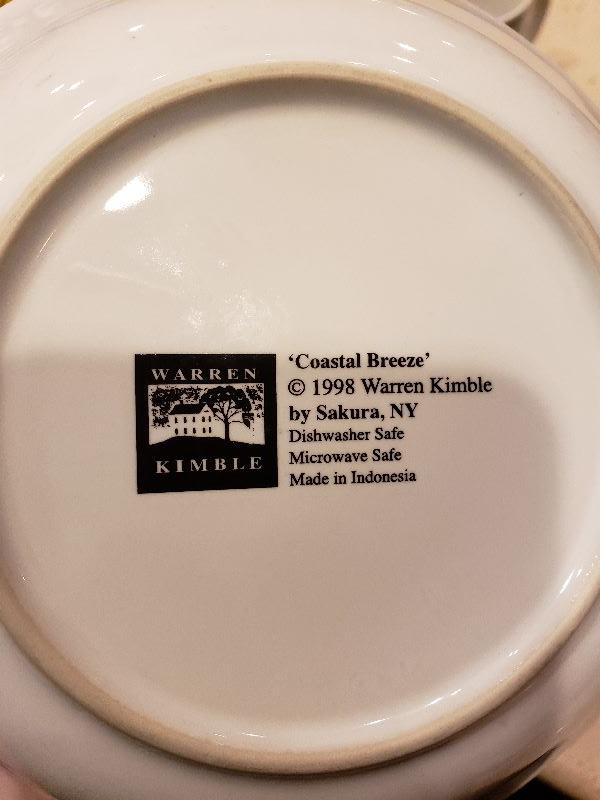 WARREN
KIMBLE
‘Coastal Breeze’
© 1998 Warren Kimble
by Sakura, NY
Dishwasher Safe
Microwave Safe
Made in Indonesia